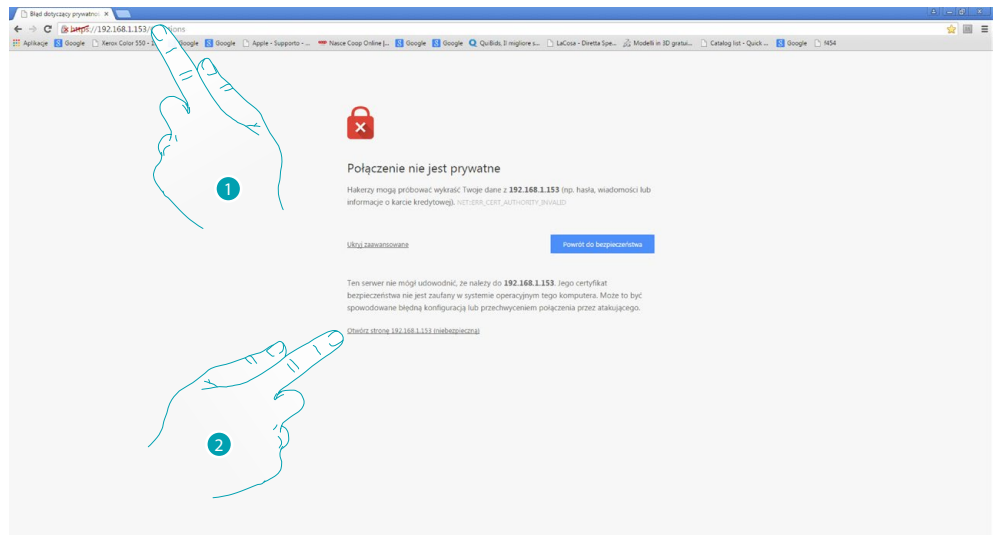 Błąd dotyczący prywatnoś
https://192.168.1.153/
Aplikacje Google Xerox Color 550 - Google Google Apple - Supporto - ... Nasce Coop Online |... Google Google QuiBids, Il migliore s... LaCosa - Diretta Spe... Modelli in 3D gratui... Catalog list - Quick ... Google f454
Połączenie nie jest prywatne
Hakerzy mogą próbować wykraść Twoje dane z 192.168.1.153 (np. hasła, wiadomości lub
informacje o karcie kredytowej). NET::ERR_CERT_AUTHORITY_INVALID
1
Ukryj zaawansowane Powrót do bezpieczeństwa
Ten serwer nie mógł udowodnić, że należy do 192.168.1.153. Jego certyfikat
bezpieczeństwa nie jest zaufany w systemie operacyjnym tego komputera. Może to być
spowodowane błędną konfiguracją lub przechwyceniem połączenia przez atakującego.
Otwórz stronę 192.168.1.153 (niebezpieczna)
2